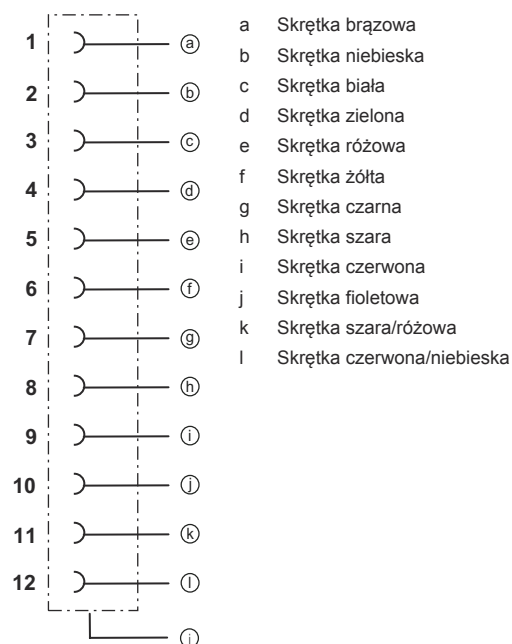 1 ⓐ
2 ⓑ
3 ⓒ
4 ⓓ
5 ⓔ
6 ⓕ
7 ⓖ
8 ⓗ
9 ⓘ
10 ⓙ
11 ⓚ
12 ⓛ
a Skrętka brązowa
b Skrętka niebieska
c Skrętka biała
d Skrętka zielona
e Skrętka różowa
f Skrętka żółta
g Skrętka czarna
h Skrętka szara
i Skrętka czerwona
j Skrętka fioletowa
k Skrętka szara/różowa
l Skrętka czerwona/niebieska